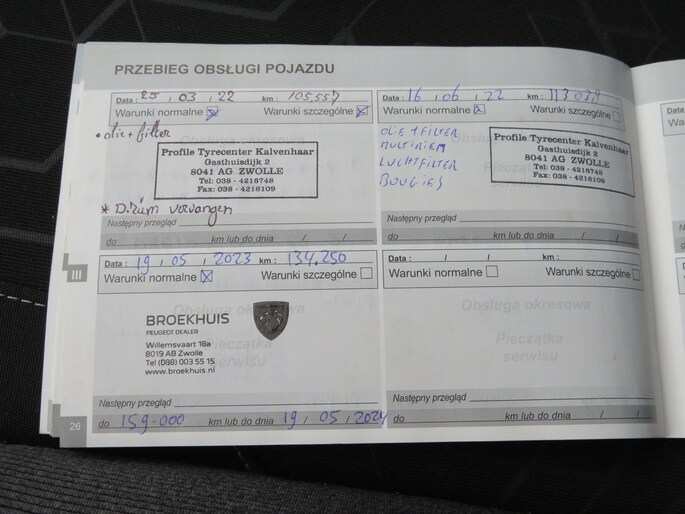 PRZEBIEG OBSŁUGI POJAZDU
Data : 25 / 03 / 22 km : 105.557
Warunki normalne Warunki szczególne
• olie + filter
Profile Tyrecenter Kalvenhaar
Gasthuisdijk 2
8041 AG ZWOLLE
Tel: 038 - 4216748
Fax: 038 - 4216109
* D.riem vervangen
Następny przegląd
do km lub do dnia / /
Data : 16 / 06 / 22 km :
Warunki normalne Warunki szczególne
OLIE + FILTER
MULTIRIEM
LUCHTFILTER
BOUGIES
Profile Tyrecenter Kalvenhaar
Gasthuisdijk 2
8041 AG ZWOLLE
Tel: 038 - 4216748
Fax: 038 - 4216109
Następny przegląd
do km lub do dnia / /
III
Data : 19 / 05 / 2023 km : 134.250
Warunki normalne Warunki szczególne
BROEKHUIS
PEUGEOT DEALER
Willemsvaart 18a
8019 AB Zwolle
Tel (088) 003 55 15
www.broekhuis.nl
Następny przegląd
do 159.000 km lub do dnia 19 / 05 / 2024
Data : / / km :
Warunki normalne Warunki szczególne
Obsługa okresowa
Pieczątka
serwisu
Następny przegląd
do km lub do dnia / /
26